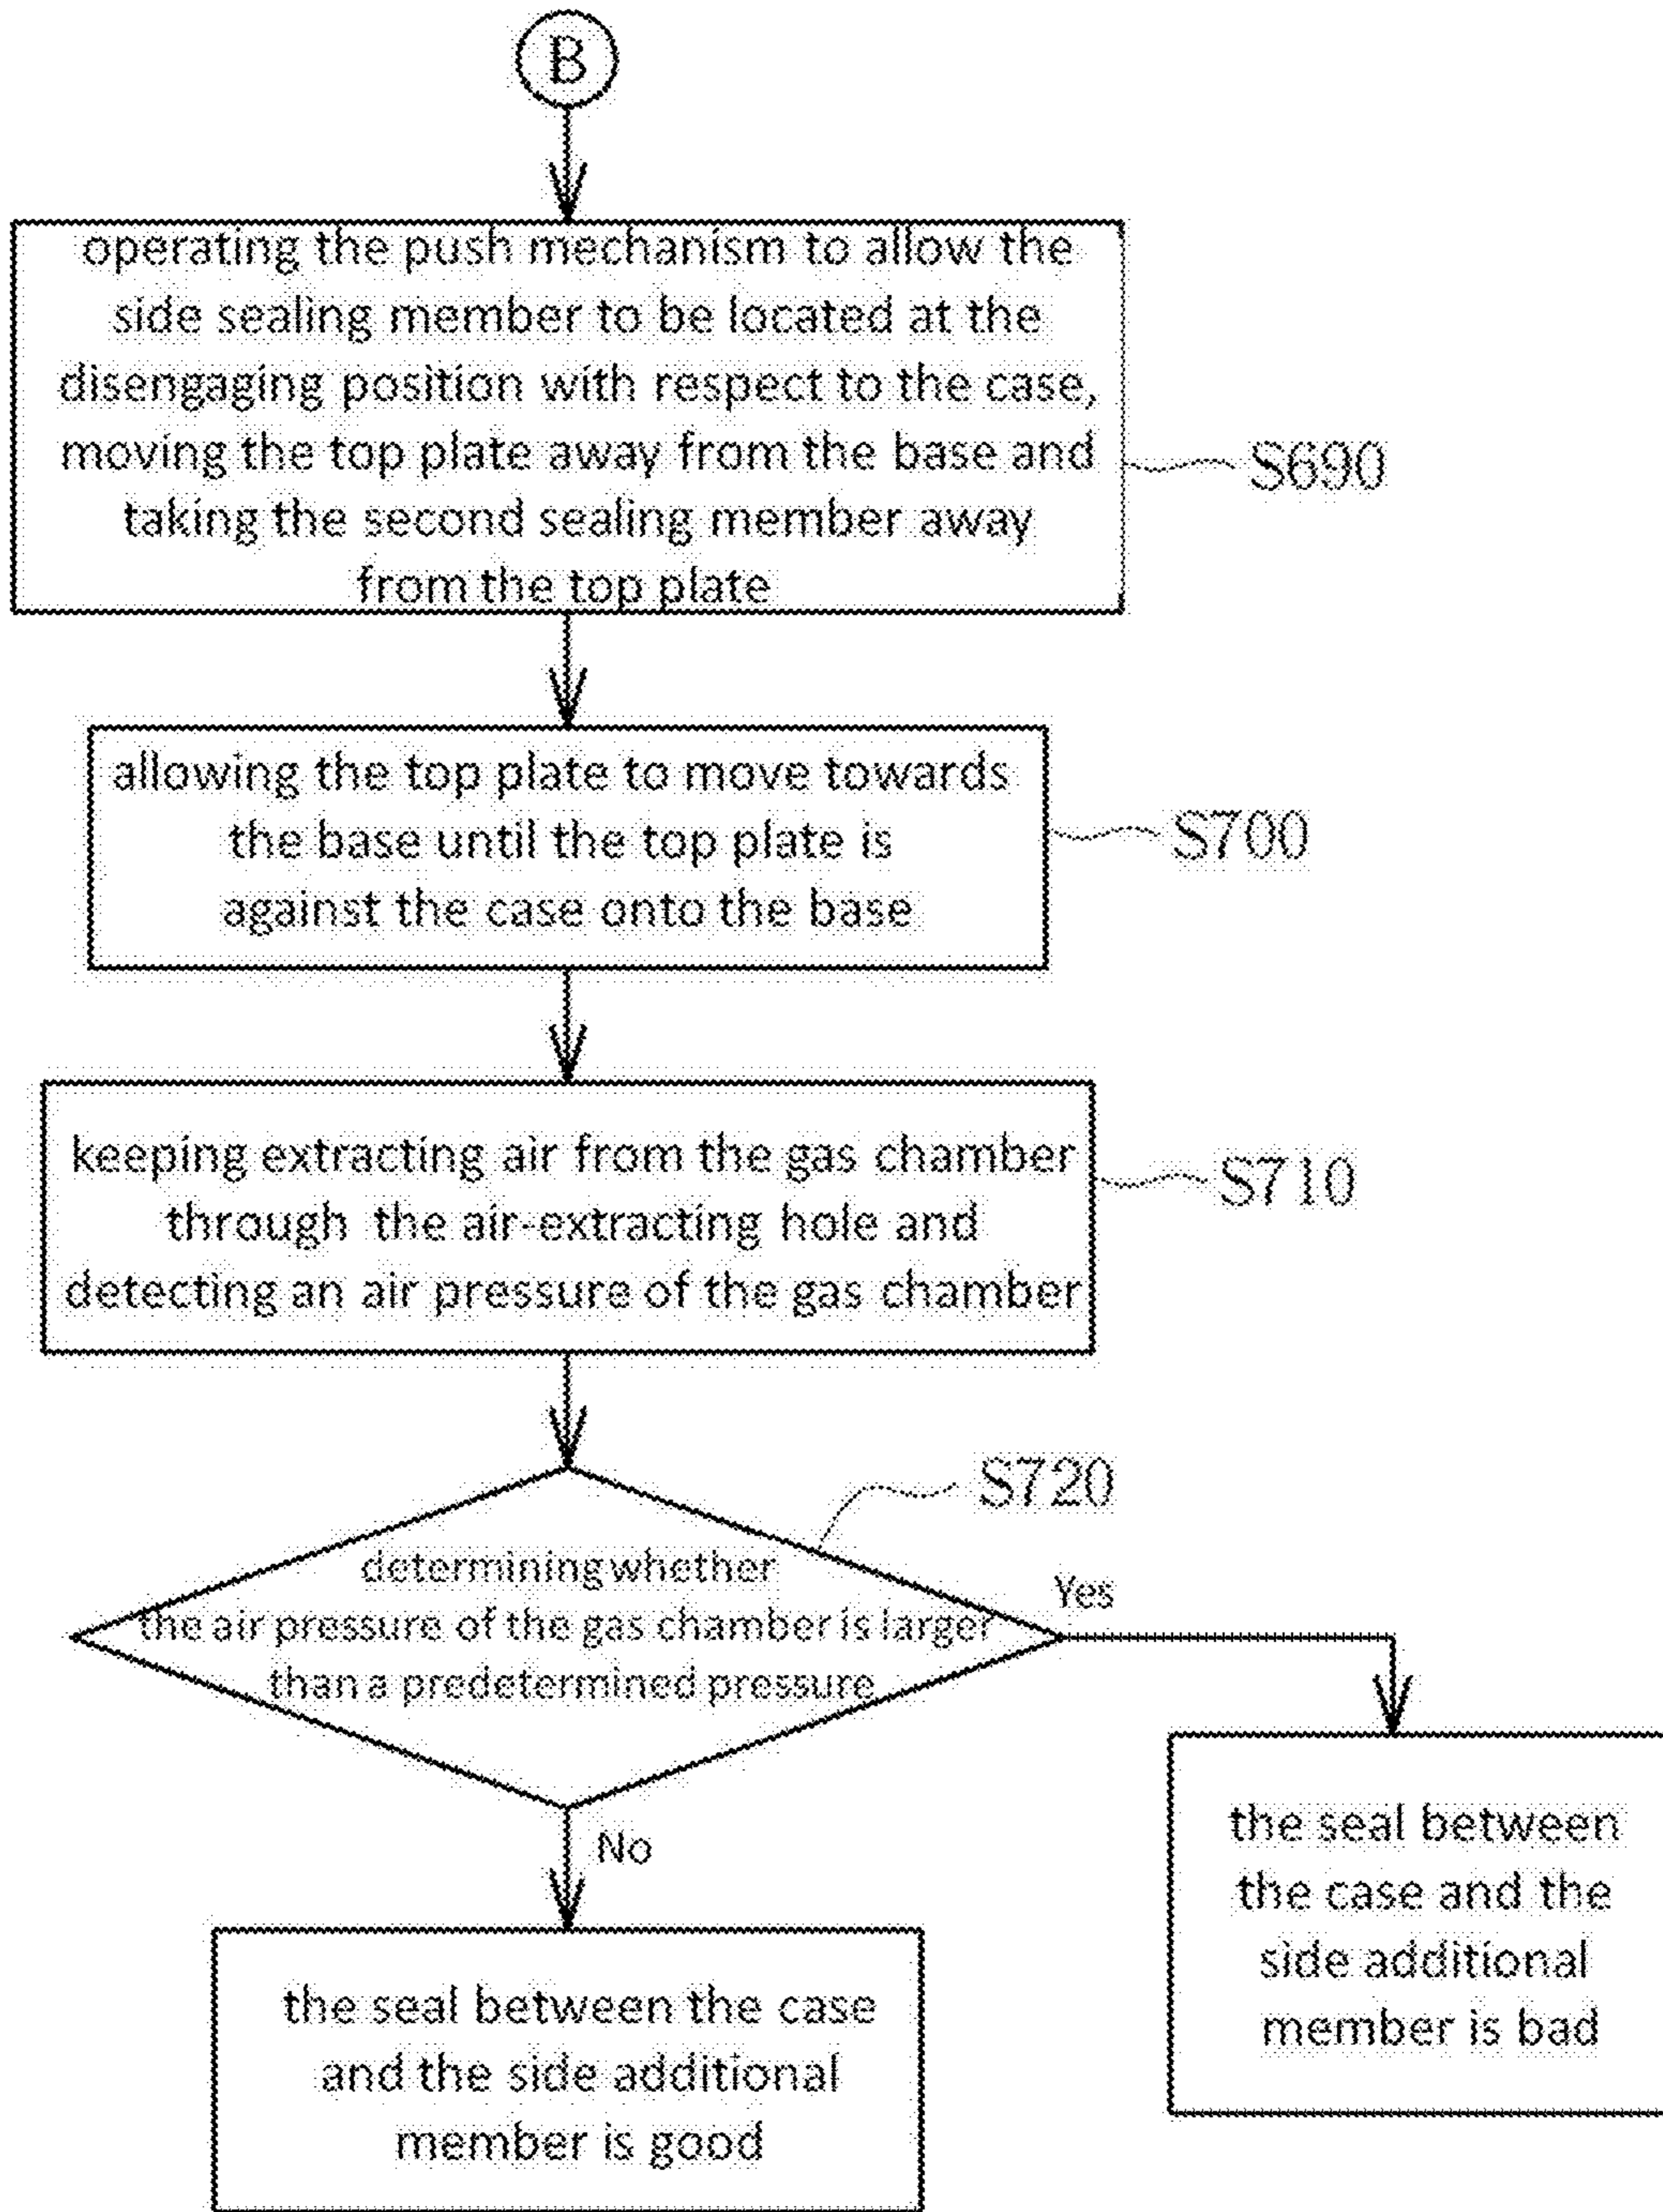 B
operating the push mechanism to allow the
side sealing member to be located at the
disengaging position with respect to the case,
moving the top plate away from the base and
taking the second sealing member away
from the top plate
S690
allowing the top plate to move towards
the base until the top plate is
against the case onto the base
S700
keeping extracting air from the gas chamber
through the air-extracting hole and
detecting an air pressure of the gas chamber
S710
S720
determining whether
the air pressure of the gas chamber is larger
than a predetermined pressure
Yes
No
the seal between
the case and the
side additional
member is bad
the seal between the case
and the side additional
member is good